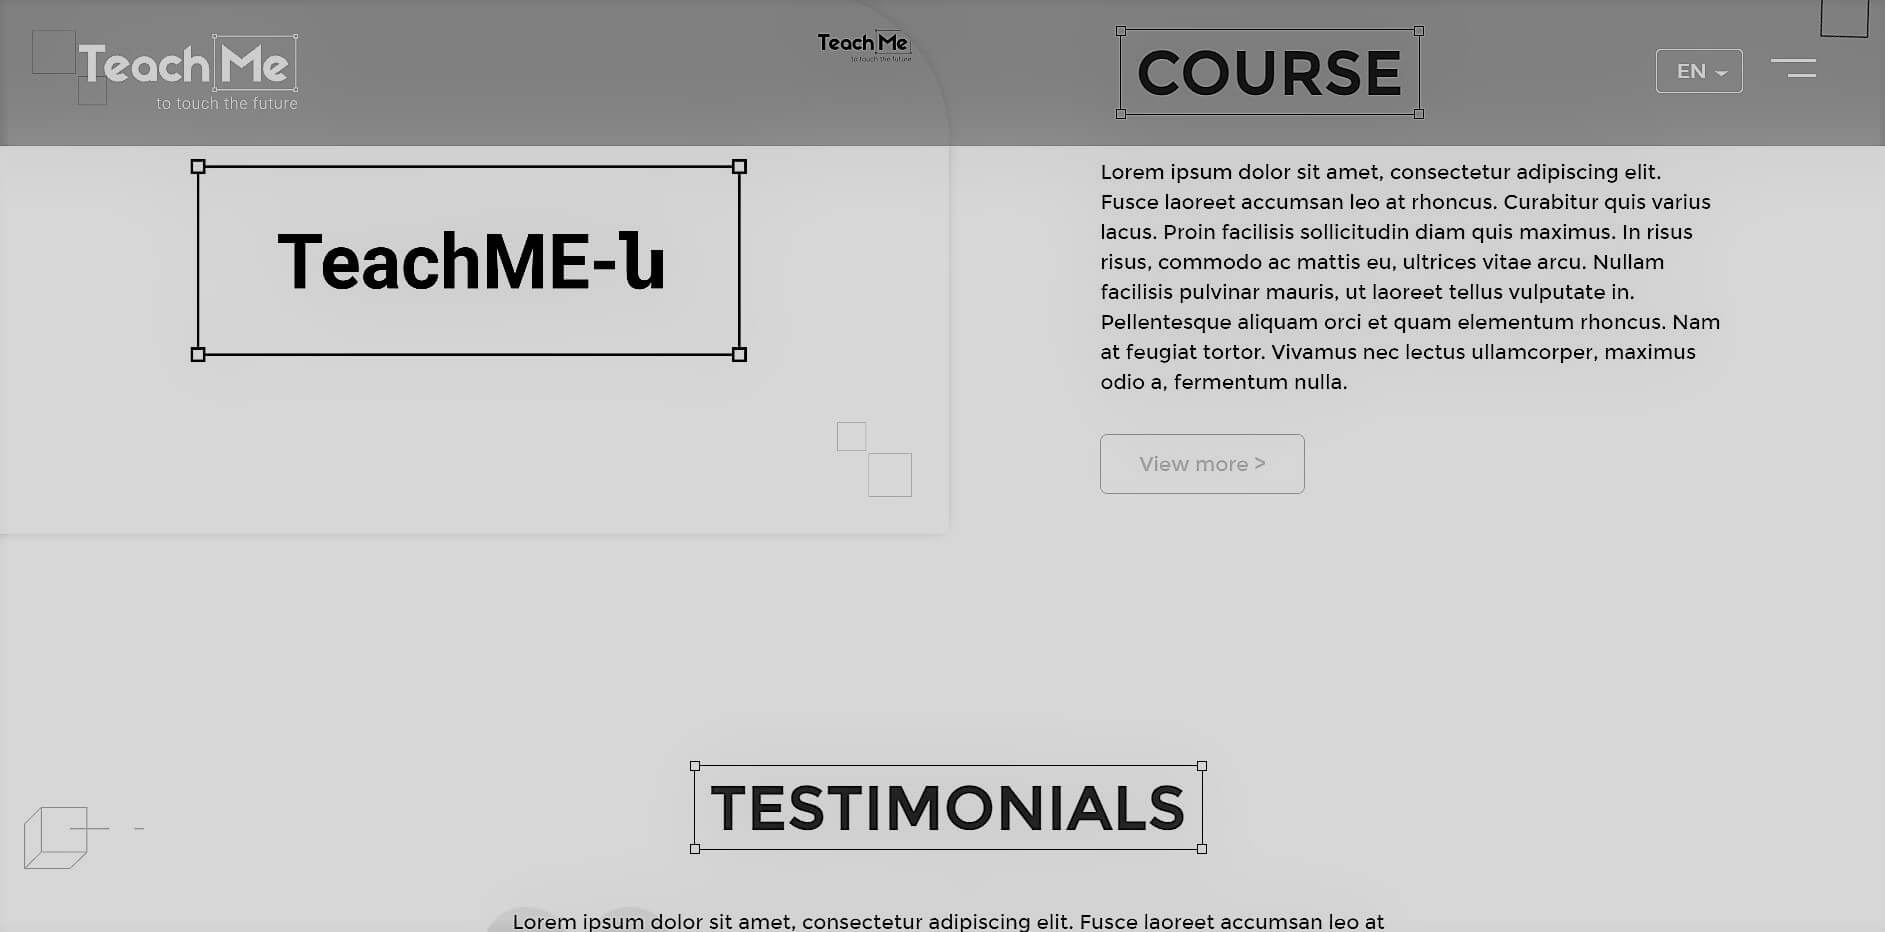 TeachMe
to touch the future
TeachMe
to touch the future
COURSE
EN
TeachME-ն
Lorem ipsum dolor sit amet, consectetur adipiscing elit.
Fusce laoreet accumsan leo at rhoncus. Curabitur quis varius
lacus. Proin facilisis sollicitudin diam quis maximus. In risus
risus, commodo ac mattis eu, ultrices vitae arcu. Nullam
facilisis pulvinar mauris, ut laoreet tellus vulputate in.
Pellentesque aliquam orci et quam elementum rhoncus. Nam
at feugiat tortor. Vivamus nec lectus ullamcorper, maximus
odio a, fermentum nulla.
View more >
TESTIMONIALS
Lorem ipsum dolor sit amet, consectetur adipiscing elit. Fusce laoreet accumsan leo at